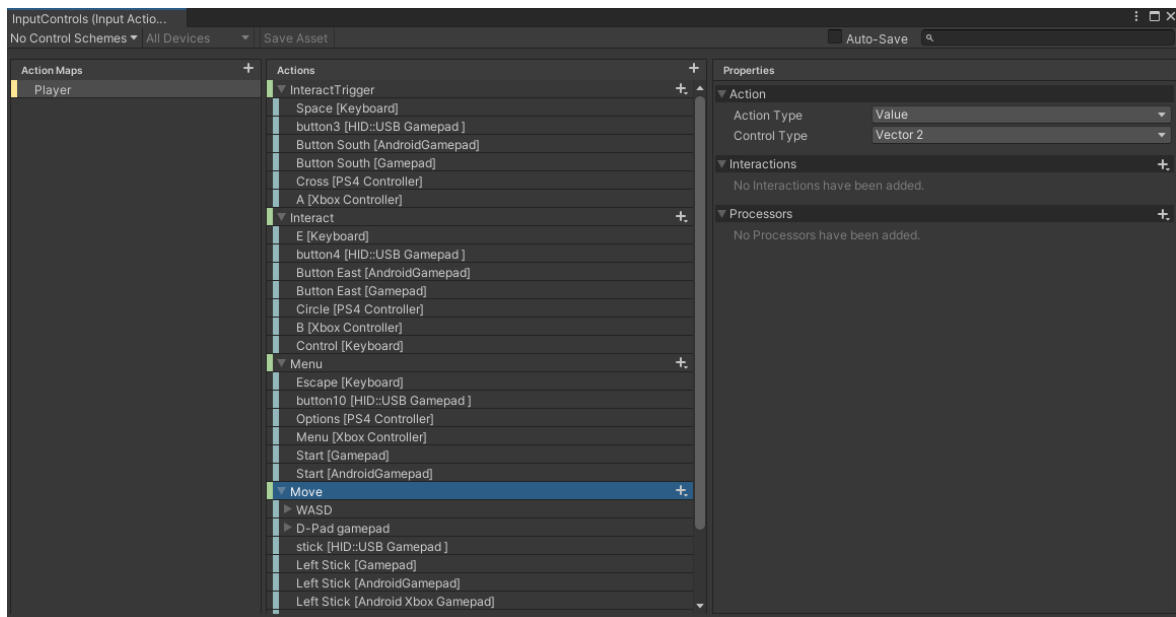 InputControls (Input Actio...
No Control Schemes All Devices Save Asset Auto-Save
Action Maps
Player
Actions
InteractTrigger
Space [Keyboard]
button3 [HID::USB Gamepad ]
Button South [AndroidGamepad]
Button South [Gamepad]
Cross [PS4 Controller]
A [Xbox Controller]
Interact
E [Keyboard]
button4 [HID::USB Gamepad ]
Button East [AndroidGamepad]
Button East [Gamepad]
Circle [PS4 Controller]
B [Xbox Controller]
Control [Keyboard]
Menu
Escape [Keyboard]
button10 [HID::USB Gamepad ]
Options [PS4 Controller]
Menu [Xbox Controller]
Start [Gamepad]
Start [AndroidGamepad]
Move
WASD
D-Pad gamepad
stick [HID::USB Gamepad ]
Left Stick [Gamepad]
Left Stick [AndroidGamepad]
Left Stick [Android Xbox Gamepad]
Properties
Action
Action Type Value
Control Type Vector 2
Interactions
No Interactions have been added.
Processors
No Processors have been added.